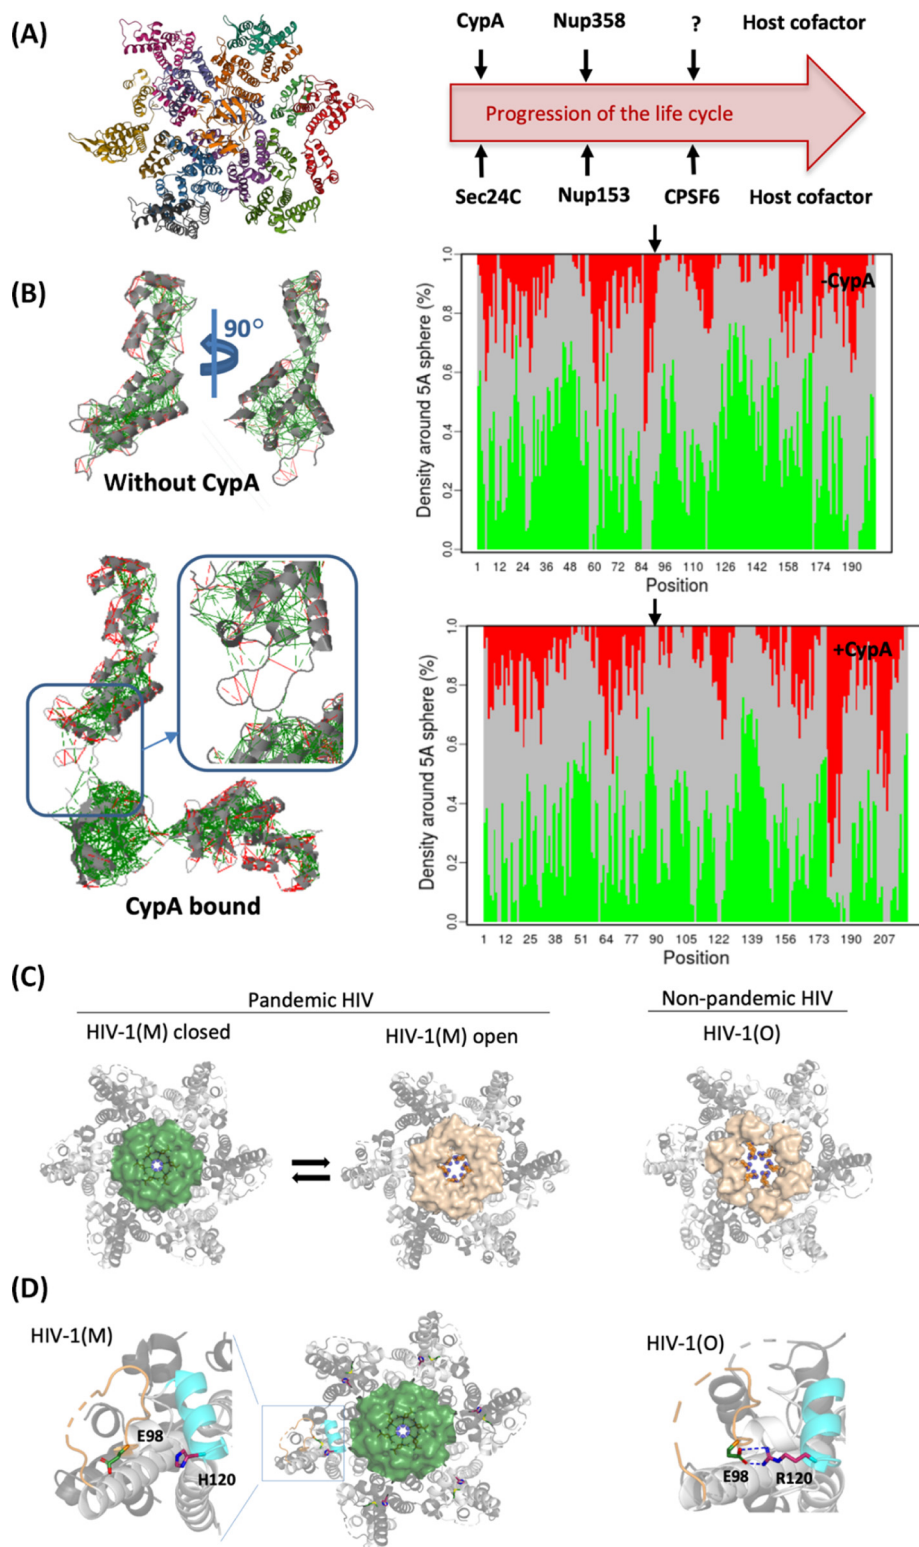 (A)
CypA Nup358 ? Host cofactor
Progression of the life cycle
Sec24C Nup153 CPSF6 Host cofactor
(B)
90°
Without CypA
-CypA
Density around 5A sphere (%)
0.0 0.2 0.4 0.6 0.8 1.0
1 12 24 36 48 60 72 84 96 110 126 142 158 174 190
Position
CypA bound
+CypA
Density around 5A sphere (%)
0.0 0.2 0.4 0.6 0.8 1.0
1 12 25 38 51 64 77 90 105 122 139 156 173 190 207
Position
(C)
Pandemic HIV
Non-pandemic HIV
HIV-1(M) closed
HIV-1(M) open
HIV-1(O)
(D)
HIV-1(M)
E98
H120
HIV-1(O)
E98
R120